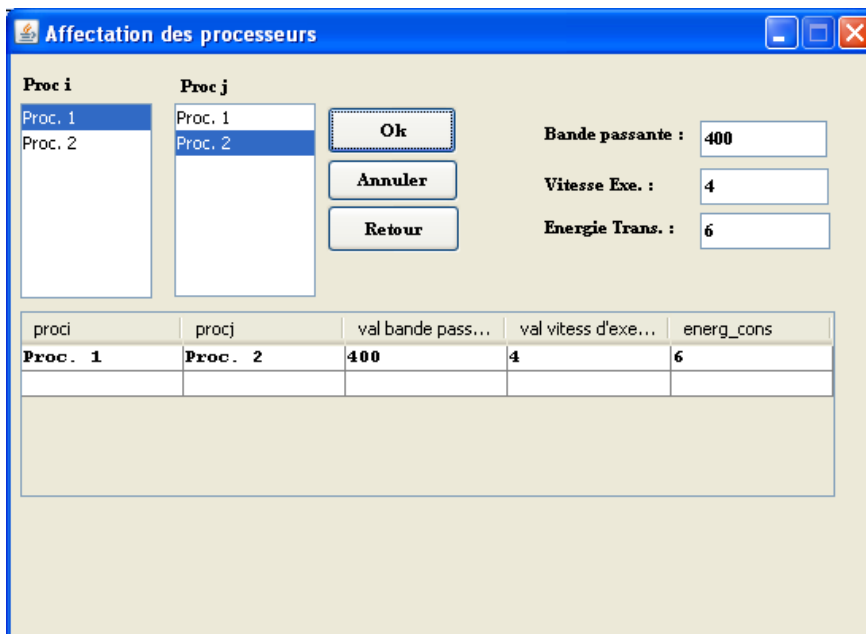 Affectation des processeurs
Proc i Proc j
Proc. 1 Proc. 1
Proc. 2 Proc. 2
Ok
Annuler
Retour
Bande passante : 400
Vitesse Exe. : 4
Energie Trans. : 6
proci procj val bande pass... val vitess d'exe... energ_cons
Proc. 1 Proc. 2 400 4 6